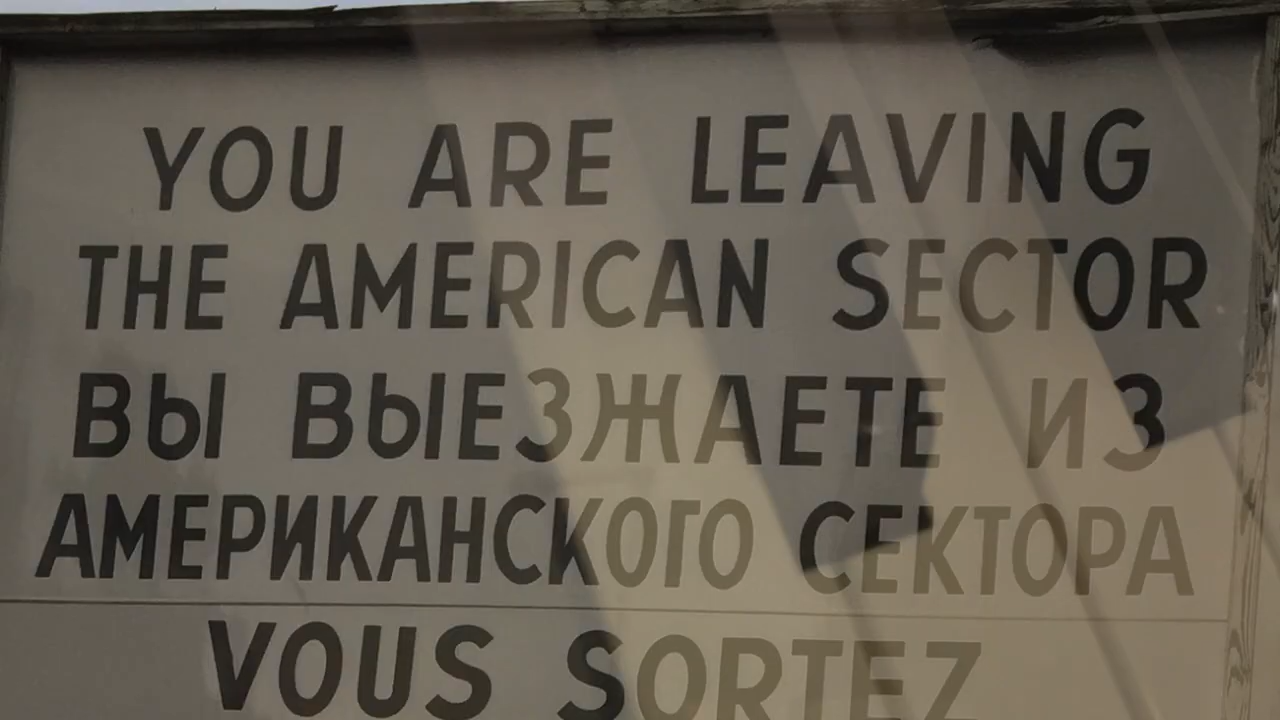 YOU ARE LEAVING
THE AMERICAN SECTOR
ВЫ ВЫЕЗЖАЕТЕ ИЗ
АМЕРИКАНСКОГО СЕКТОРА
VOUS SORTEZ